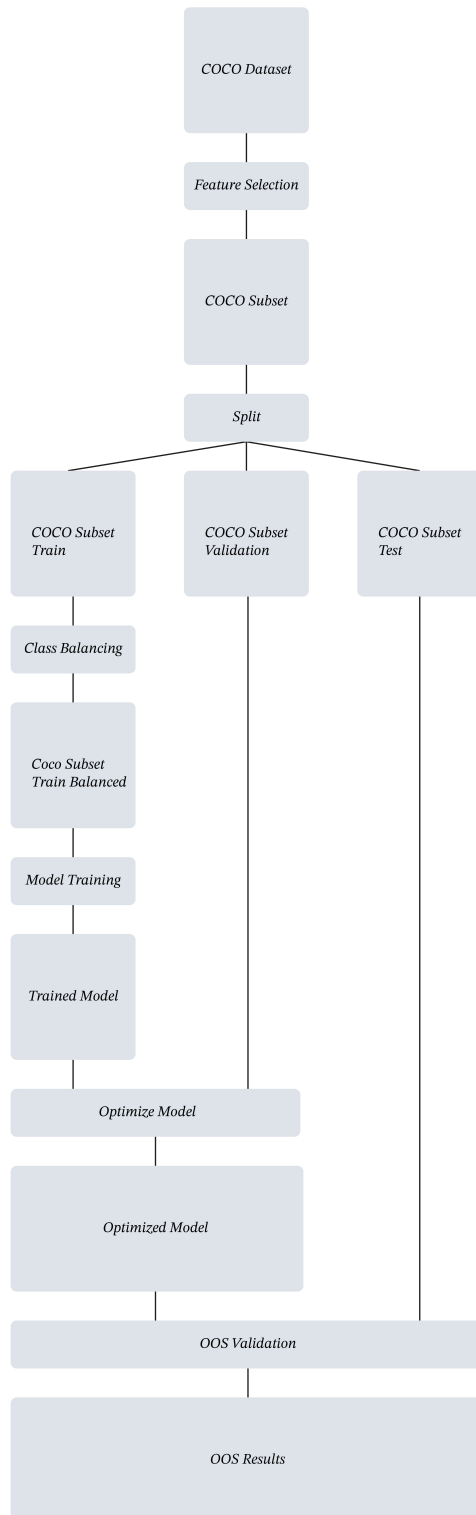 COCO Dataset
Feature Selection
COCO Subset
Split
COCO Subset
Train
COCO Subset
Validation
COCO Subset
Test
Class Balancing
Coco Subset
Train Balanced
Model Training
Trained Model
Optimize Model
Optimized Model
OOS Validation
OOS Results